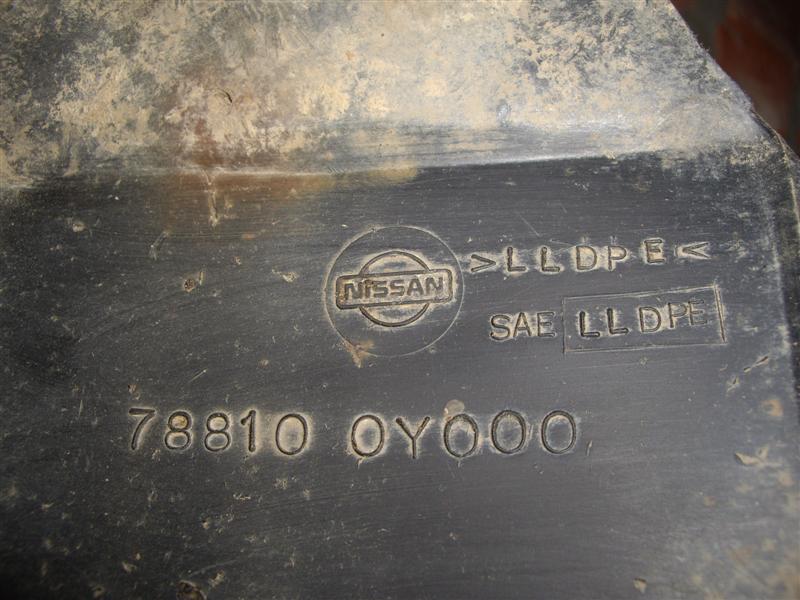 NISSAN
>LLDPE<
SAE LLDPE
78810 0Y000